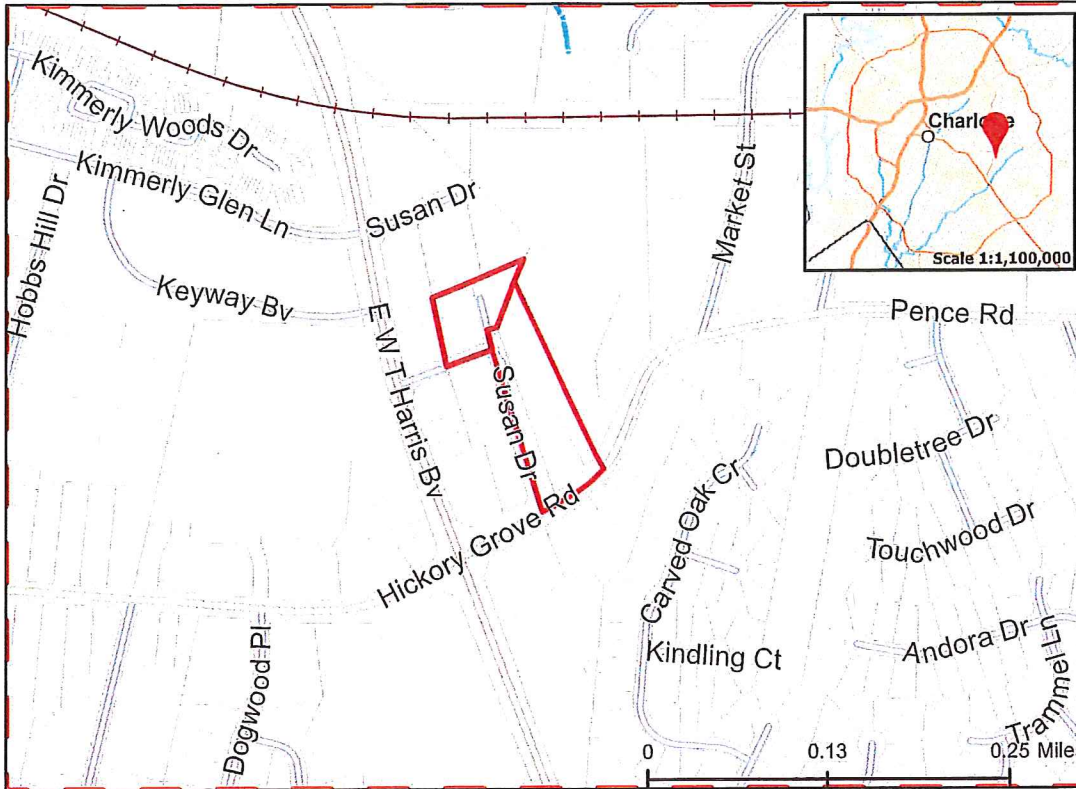 Kimmerly Woods Dr
Kimmerly Glen Ln
Hobbs Hill Dr
Susan Dr
Keyway Bv
E W T Harris Bv
Susan Dr
Market St
Charlotte
Scale 1:1,100,000
Pence Rd
Doubletree Dr
Touchwood Dr
Carved Oak Cr
Hickory Grove Rd
Andora Dr
Kindling Ct
Trammel Ln
Dogwood Pl
0 0.13 0.25 Mile